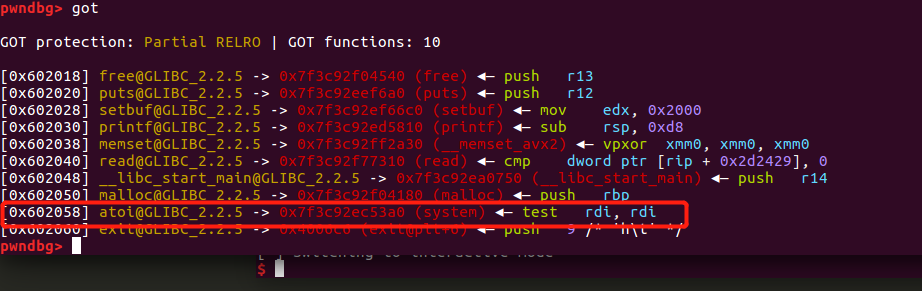 pwndbg> got
GOT protection: Partial RELRO | GOT functions: 10
[0x602018] free@GLIBC_2.2.5 -> 0x7f3c92f04540 (free) ◂— push   r13
[0x602020] puts@GLIBC_2.2.5 -> 0x7f3c92eef6a0 (puts) ◂— push   r12
[0x602028] setbuf@GLIBC_2.2.5 -> 0x7f3c92ef66c0 (setbuf) ◂— mov    edx, 0x2000
[0x602030] printf@GLIBC_2.2.5 -> 0x7f3c92ed5810 (printf) ◂— sub    rsp, 0xd8
[0x602038] memset@GLIBC_2.2.5 -> 0x7f3c92ff2a30 (__memset_avx2) ◂— vpxor  xmm0, xmm0, xmm0
[0x602040] read@GLIBC_2.2.5 -> 0x7f3c92f77310 (read) ◂— cmp    dword ptr [rip + 0x2d2429], 0
[0x602048] __libc_start_main@GLIBC_2.2.5 -> 0x7f3c92ea0750 (__libc_start_main) ◂— push   r14
[0x602050] malloc@GLIBC_2.2.5 -> 0x7f3c92f04180 (malloc) ◂— push   rbp
[0x602058] atoi@GLIBC_2.2.5 -> 0x7f3c92ec53a0 (system) ◂— test   rdi, rdi
[0x602060] exit@GLIBC_2.2.5 -> (exit@plt+6) ◂— push   9 /* 'h\t' */
pwndbg>
Switching to interactive mode
$